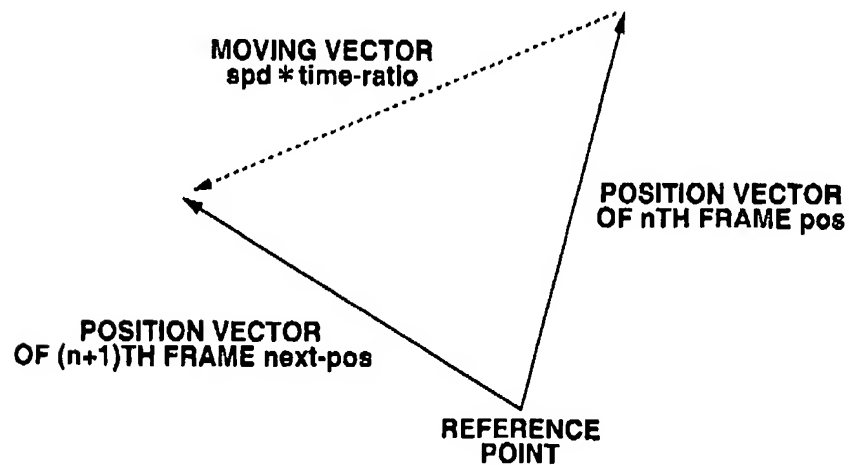 MOVING VECTOR
spd * time-ratio
POSITION VECTOR
OF nTH FRAME pos
POSITION VECTOR
OF (n+1)TH FRAME next-pos
REFERENCE
POINT